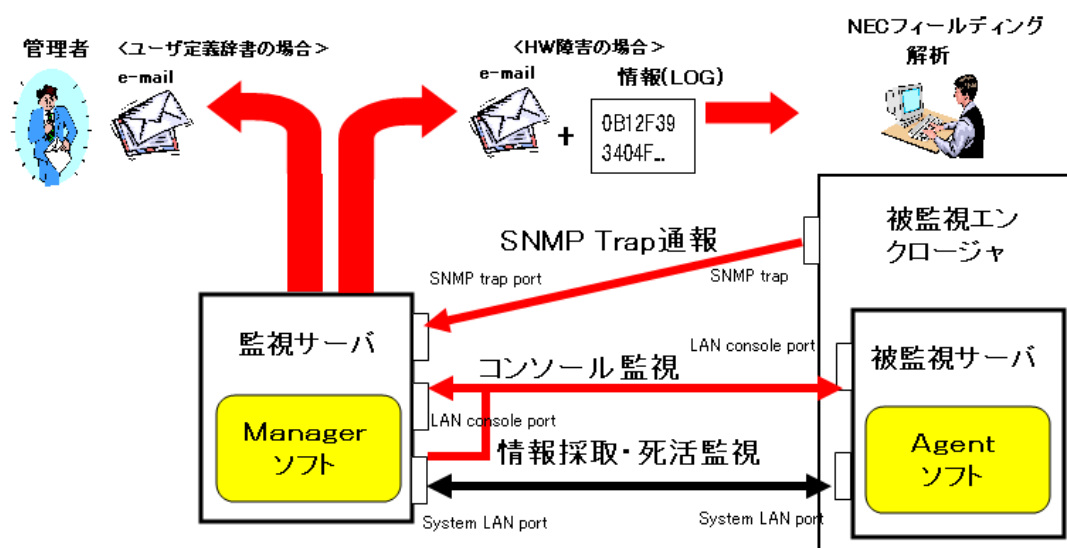 管理者
<ユーザ定義辞書の場合>
e-mail
<HW障害の場合>
e-mail
情報(LOG)
+
0B12F39
3404F…
NECフィールディング
解析
SNMP Trap通報
SNMP trap port
SNMP trap
被監視エン
クロージャ
監視サーバ
Manager
ソフト
LAN console port
コンソール監視
LAN console port
被監視サーバ
Agent
ソフト
情報採取・死活監視
System LAN port
System LAN port